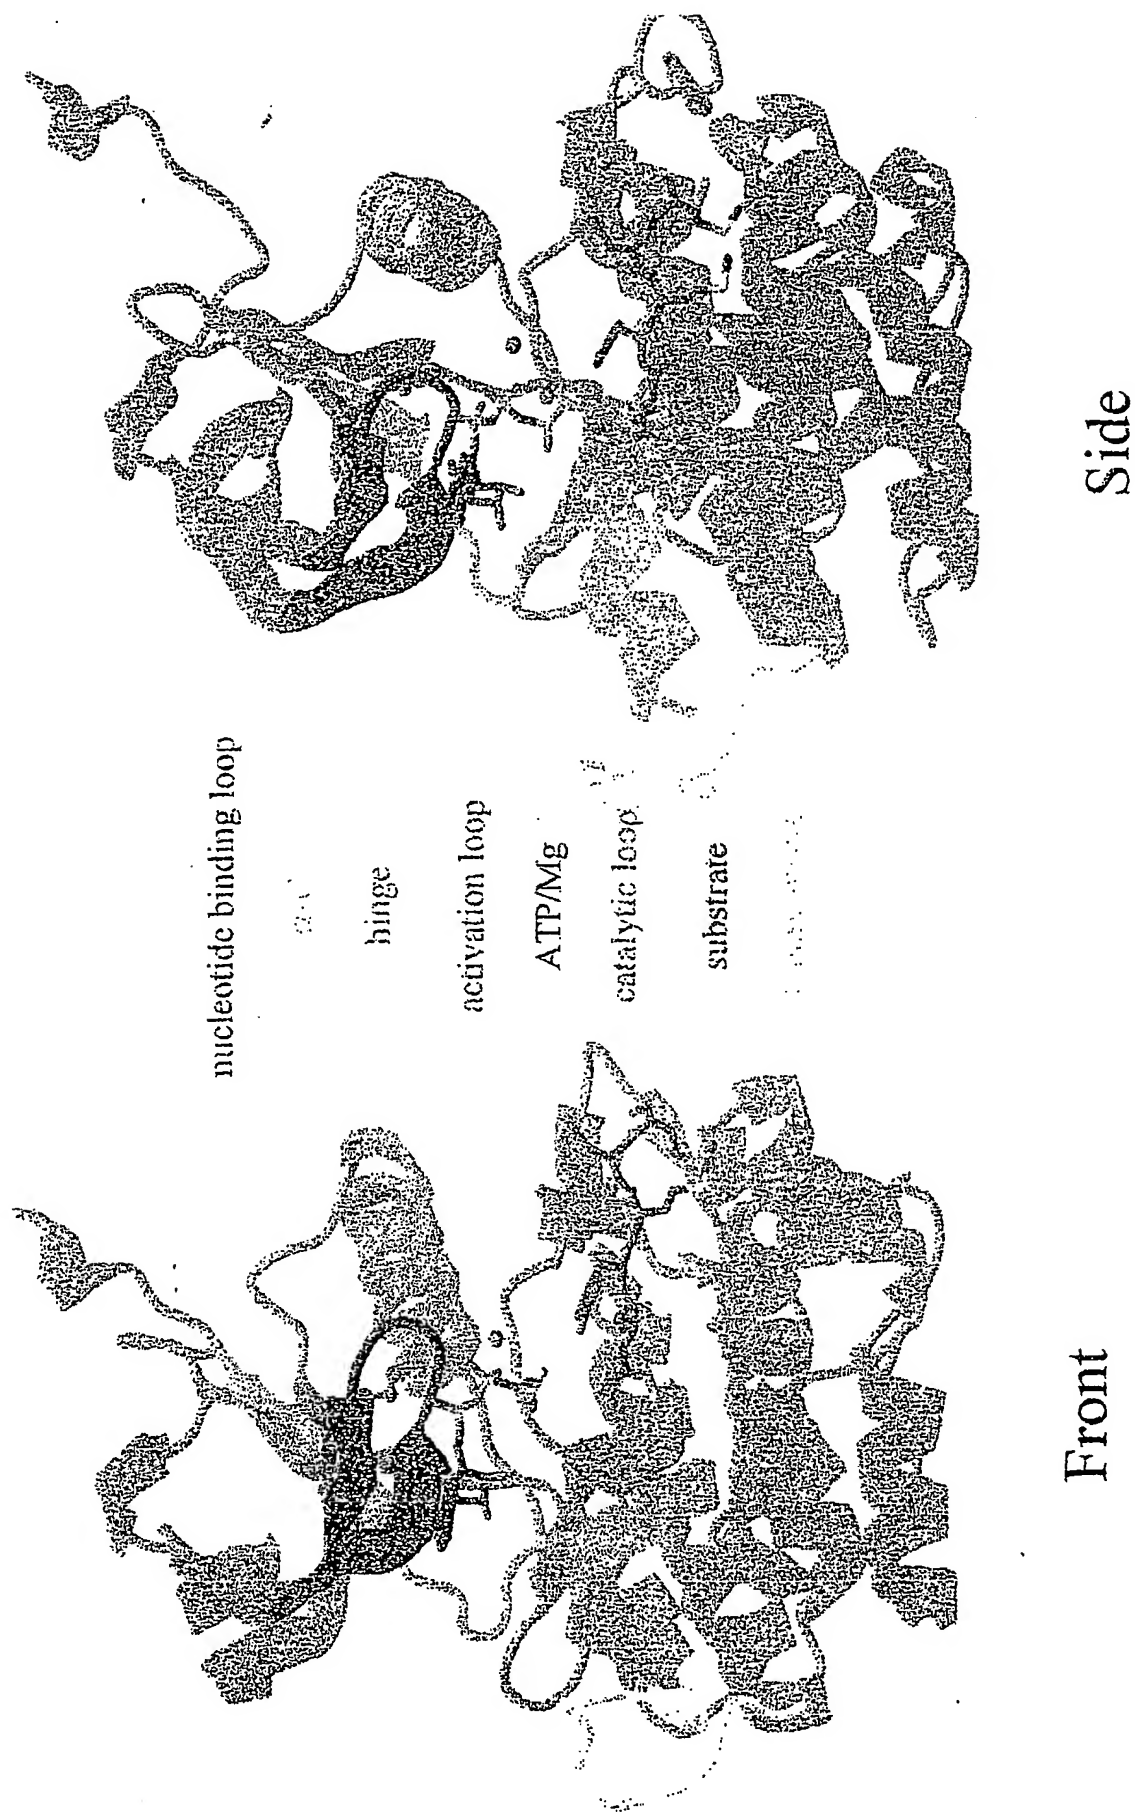 nucleotide binding loop
hinge
activation loop
ATP/Mg
catalytic loop
substrate
Front
Side